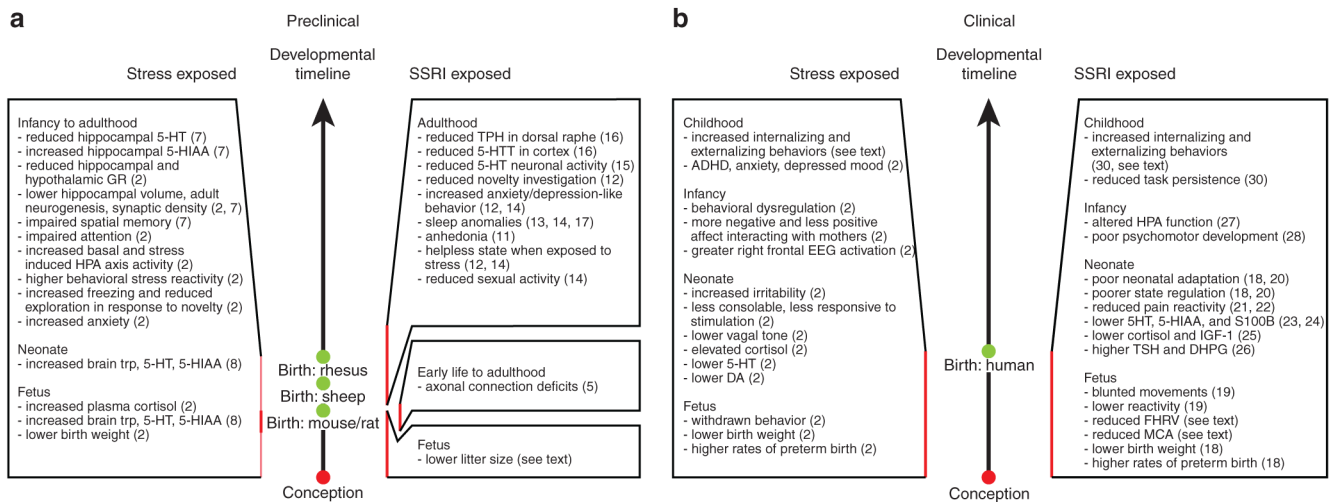 a
Preclinical
Stress exposed
Developmental
timeline
SSRI exposed
Infancy to adulthood
- reduced hippocampal 5-HT (7)
- increased hippocampal 5-HIAA (7)
- reduced hippocampal and
hypothalamic GR (2)
- lower hippocampal volume, adult
neurogenesis, synaptic density (2, 7)
- impaired spatial memory (7)
- impaired attention (2)
- increased basal and stress
induced HPA axis activity (2)
- higher behavioral stress reactivity (2)
- increased freezing and reduced
exploration in response to novelty (2)
- increased anxiety (2)
Neonate
- increased brain trp, 5-HT, 5-HIAA (8)
Fetus
- increased plasma cortisol (2)
- increased brain trp, 5-HT, 5-HIAA (8)
- lower birth weight (2)
Birth: rhesus
Birth: sheep
Birth: mouse/rat
Conception
Adulthood
- reduced TPH in dorsal raphe (16)
- reduced 5-HTT in cortex (16)
- reduced 5-HT neuronal activity (15)
- reduced novelty investigation (12)
- increased anxiety/depression-like
behavior (12, 14)
- sleep anomalies (13, 14, 17)
- anhedonia (11)
- helpless state when exposed to
stress (12, 14)
- reduced sexual activity (14)
Early life to adulthood
- axonal connection deficits (5)
Fetus
- lower litter size (see text)
b
Clinical
Stress exposed
Developmental
timeline
SSRI exposed
Childhood
- increased internalizing and
externalizing behaviors (see text)
- ADHD, anxiety, depressed mood (2)
Infancy
- behavioral dysregulation (2)
- more negative and less positive
affect interacting with mothers (2)
- greater right frontal EEG activation (2)
Neonate
- increased irritability (2)
- less consolable, less responsive to
stimulation (2)
- lower vagal tone (2)
- elevated cortisol (2)
- lower 5-HT (2)
- lower DA (2)
Fetus
- withdrawn behavior (2)
- lower birth weight (2)
- higher rates of preterm birth (2)
Birth: human
Conception
Childhood
- increased internalizing and
externalizing behaviors
(30, see text)
- reduced task persistence (30)
Infancy
- altered HPA function (27)
- poor psychomotor development (28)
Neonate
- poor neonatal adaptation (18, 20)
- poorer state regulation (18, 20)
- reduced pain reactivity (21, 22)
- lower 5HT, 5-HIAA, and S100B (23, 24)
- lower cortisol and IGF-1 (25)
- higher TSH and DHPG (26)
Fetus
- blunted movements (19)
- lower reactivity (19)
- reduced FHRV (see text)
- reduced MCA (see text)
- lower birth weight (18)
- higher rates of preterm birth (18)